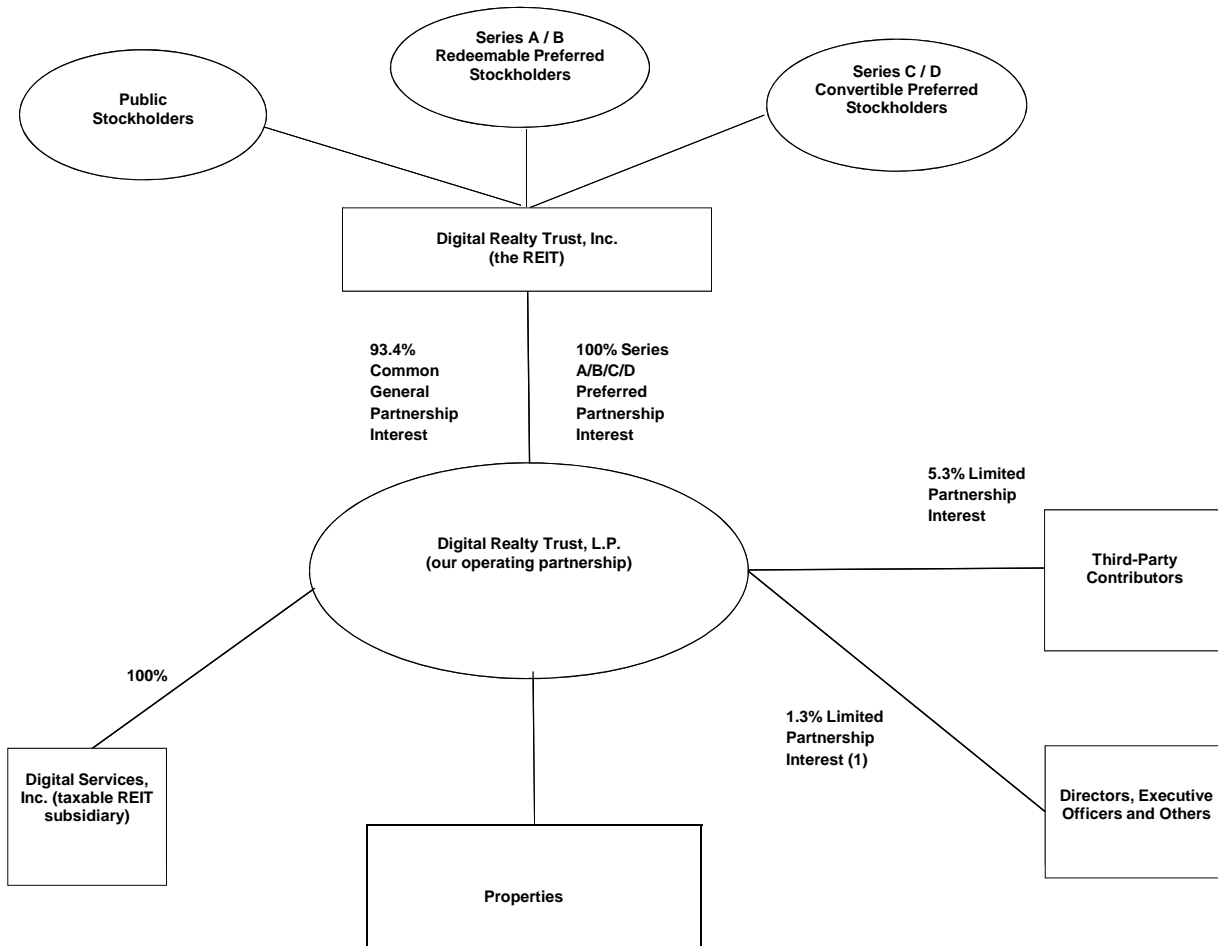 Series A / B
Redeemable Preferred
Stockholders
Public
Stockholders
Series C / D
Convertible Preferred
Stockholders
Digital Realty Trust, Inc.
(the REIT)
93.4%
Common
General
Partnership
Interest
100% Series
A/B/C/D
Preferred
Partnership
Interest
Digital Realty Trust, L.P.
(our operating partnership)
5.3% Limited
Partnership
Interest
Third-Party
Contributors
100%
1.3% Limited
Partnership
Interest (1)
Digital Services,
Inc. (taxable REIT
subsidiary)
Directors, Executive
Officers and Others
Properties